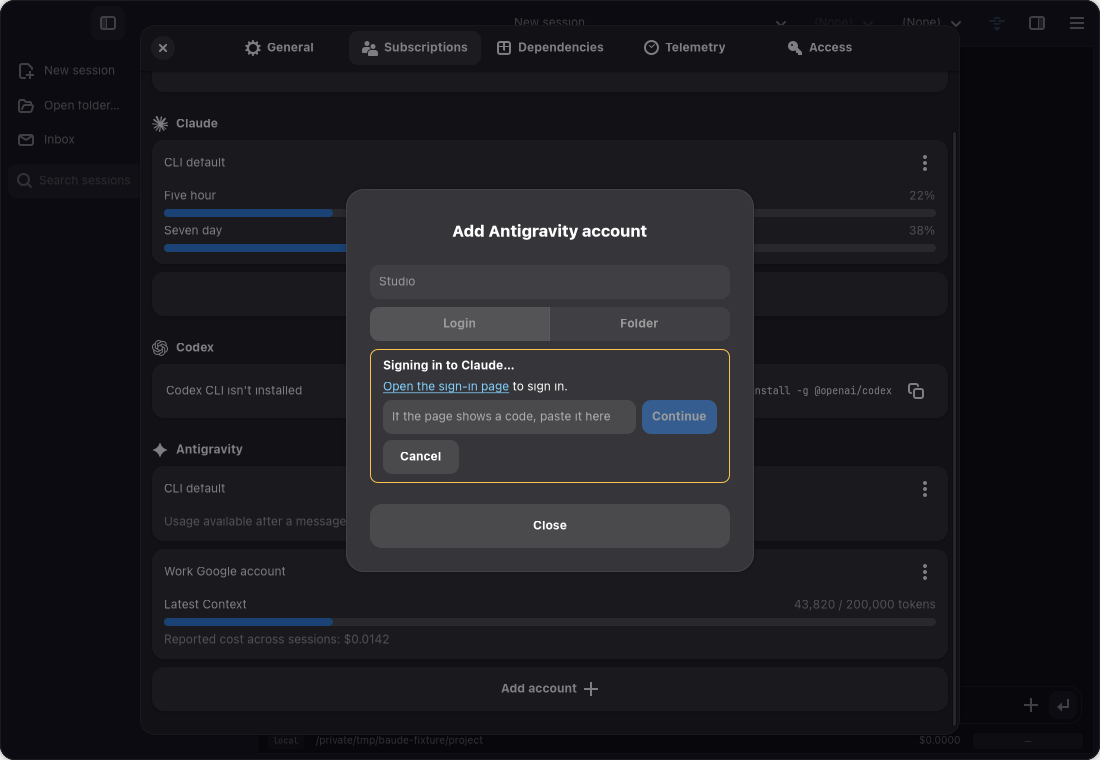 New session
(None)
(None)
General
Subscriptions
Dependencies
Telemetry
Access
New session
Open folder...
Inbox
Search sessions
Claude
CLI default
Five hour
22%
Seven day
38%
Add Antigravity account
Studio
Login
Folder
Signing in to Claude...
Open the sign-in page to sign in.
If the page shows a code, paste it here
Continue
Cancel
Close
Codex
Codex CLI isn't installed
nstall -g @openai/codex
Antigravity
CLI default
Usage available after a message
Work Google account
Latest Context
43,820 / 200,000 tokens
Reported cost across sessions: $0.0142
Add account
local
/private/tmp/baude-fixture/project
$0.0000
—